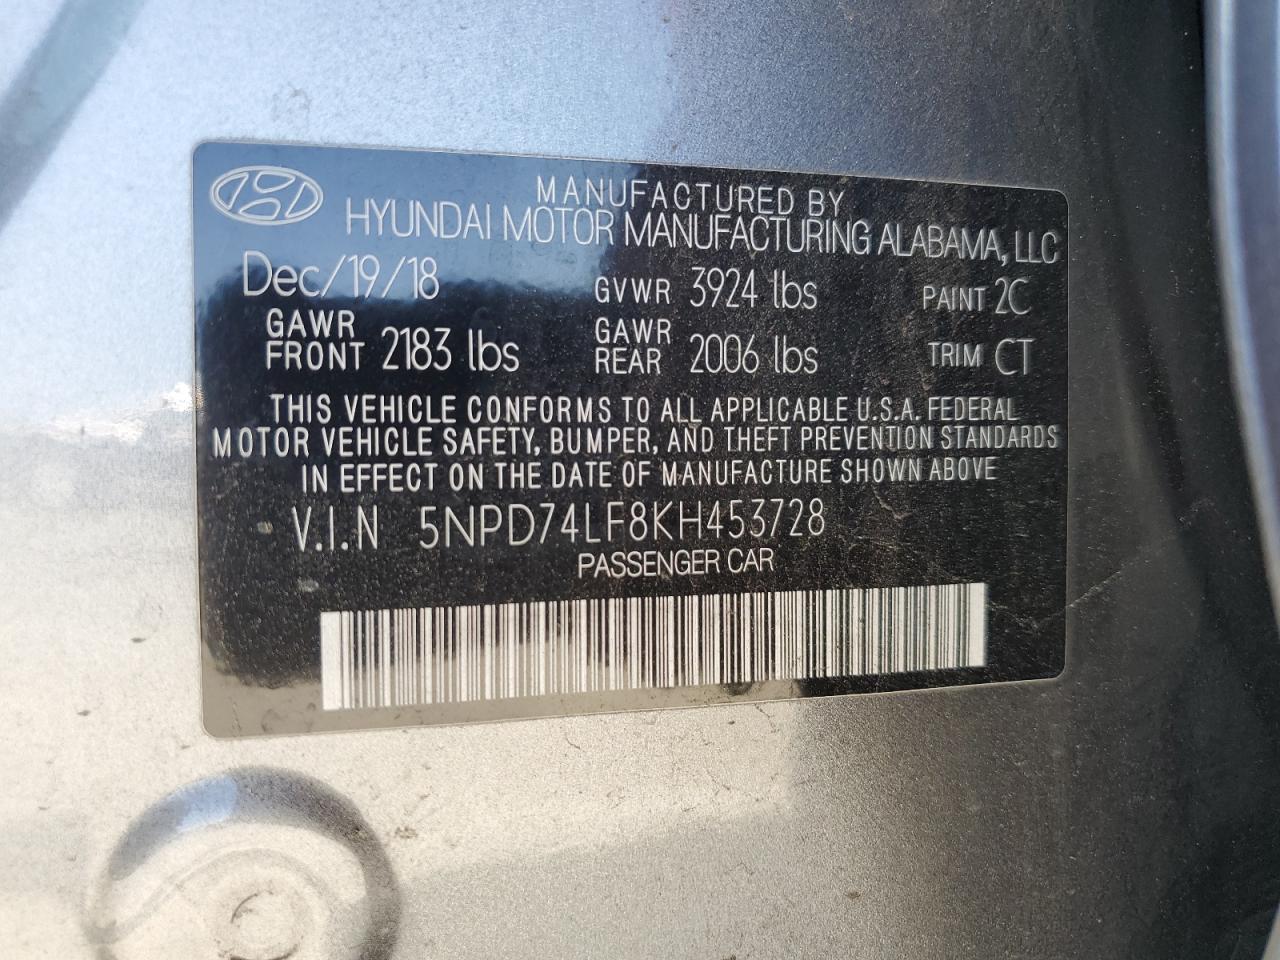 MANUFACTURED BY
HYUNDAI MOTOR MANUFACTURING ALABAMA, LLC
Dec/19/18 GVWR 3924 lbs PAINT 2C
GAWR FRONT 2183 lbs GAWR REAR 2006 lbs TRIM CT
THIS VEHICLE CONFORMS TO ALL APPLICABLE U.S.A. FEDERAL
MOTOR VEHICLE SAFETY, BUMPER, AND THEFT PREVENTION STANDARDS
IN EFFECT ON THE DATE OF MANUFACTURE SHOWN ABOVE
V.I.N 5NPD74LF8KH453728
PASSENGER CAR